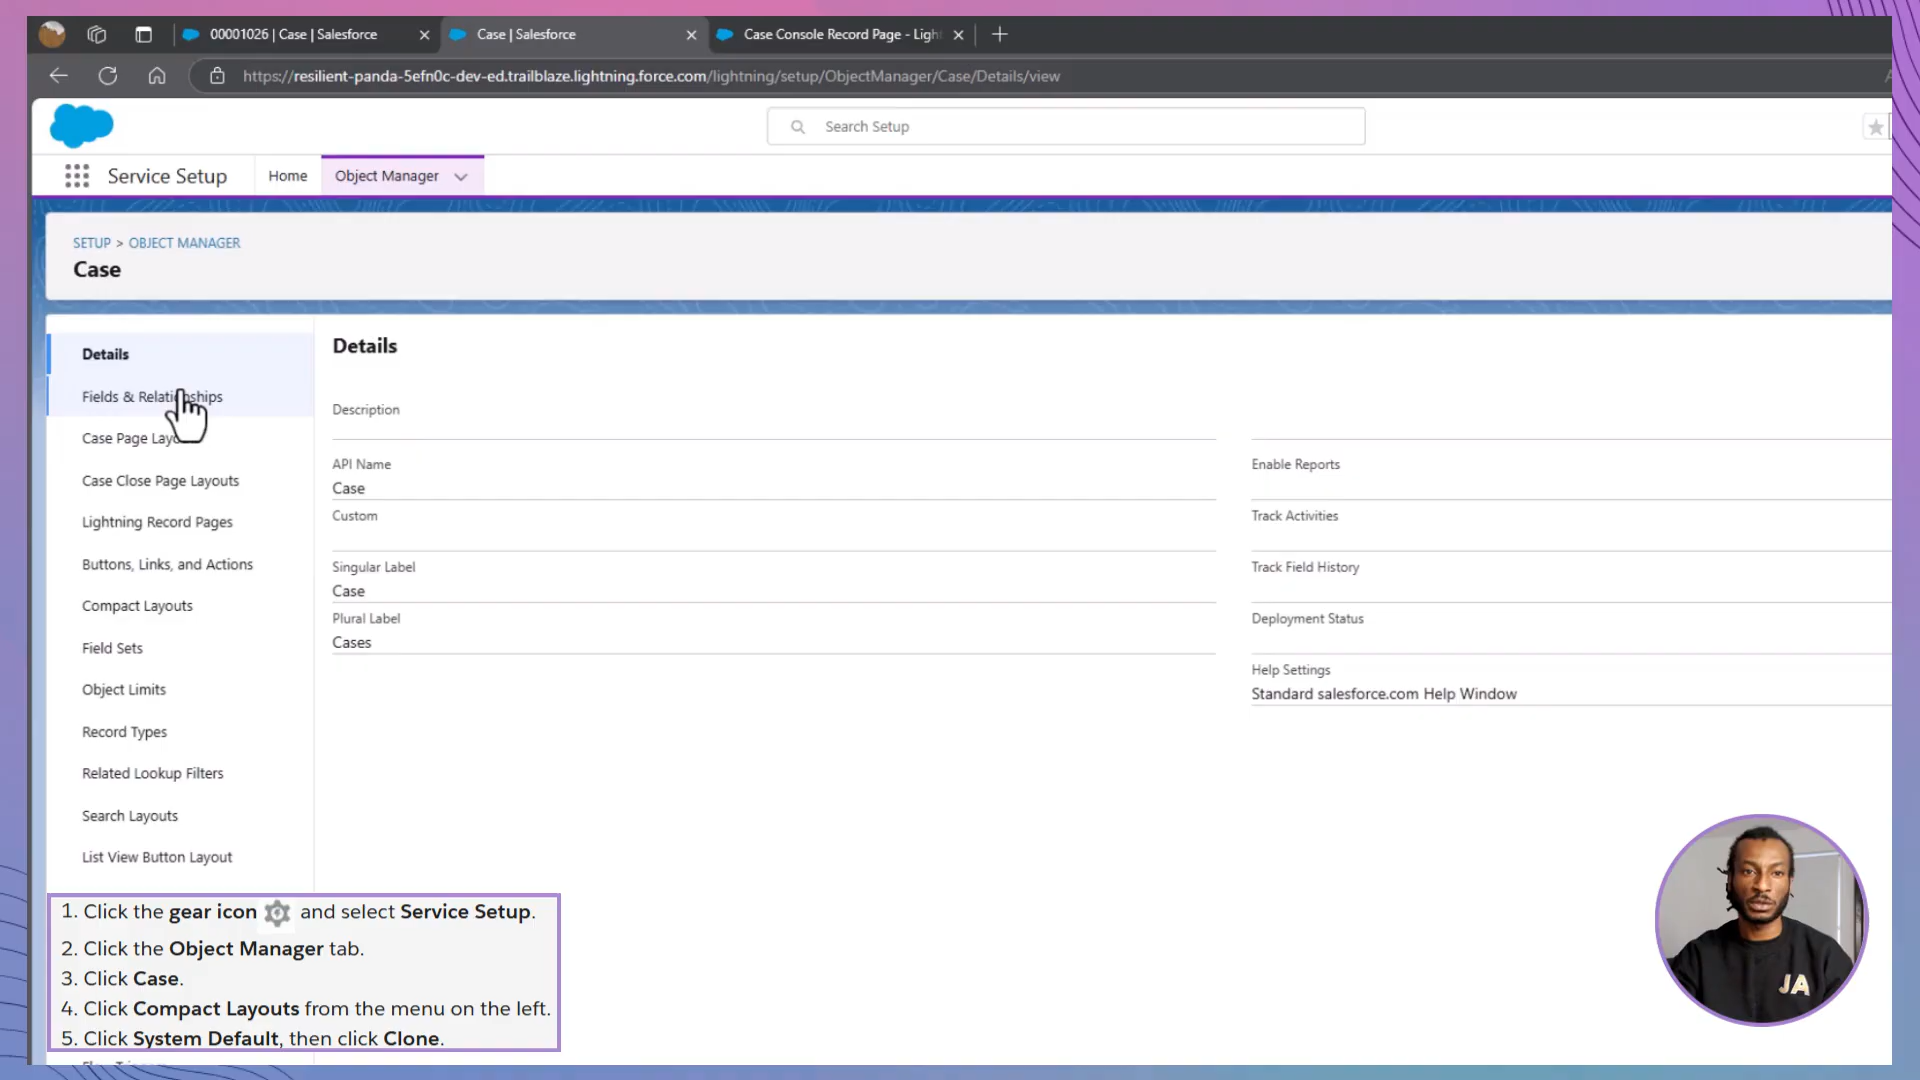 00001026 | Case | Salesforce
Case | Salesforce
Case Console Record Page - Light
https://resilient-panda-5efn0c-dev-ed.trailblaze.lightning.force.com/lightning/setup/ObjectManager/Case/Details/view
Search Setup
Service Setup
Home
Object Manager
SETUP > OBJECT MANAGER
Case
Details
Fields & Relationships
Case Page Layouts
Case Close Page Layouts
Lightning Record Pages
Buttons, Links, and Actions
Compact Layouts
Field Sets
Object Limits
Record Types
Related Lookup Filters
Search Layouts
List View Button Layout
Details
Description
API Name
Case
Custom
Singular Label
Case
Plural Label
Cases
Enable Reports
Track Activities
Track Field History
Deployment Status
Help Settings
Standard salesforce.com Help Window
1. Click the gear icon and select Service Setup.
2. Click the Object Manager tab.
3. Click Case.
4. Click Compact Layouts from the menu on the left.
5. Click System Default, then click Clone.
JA